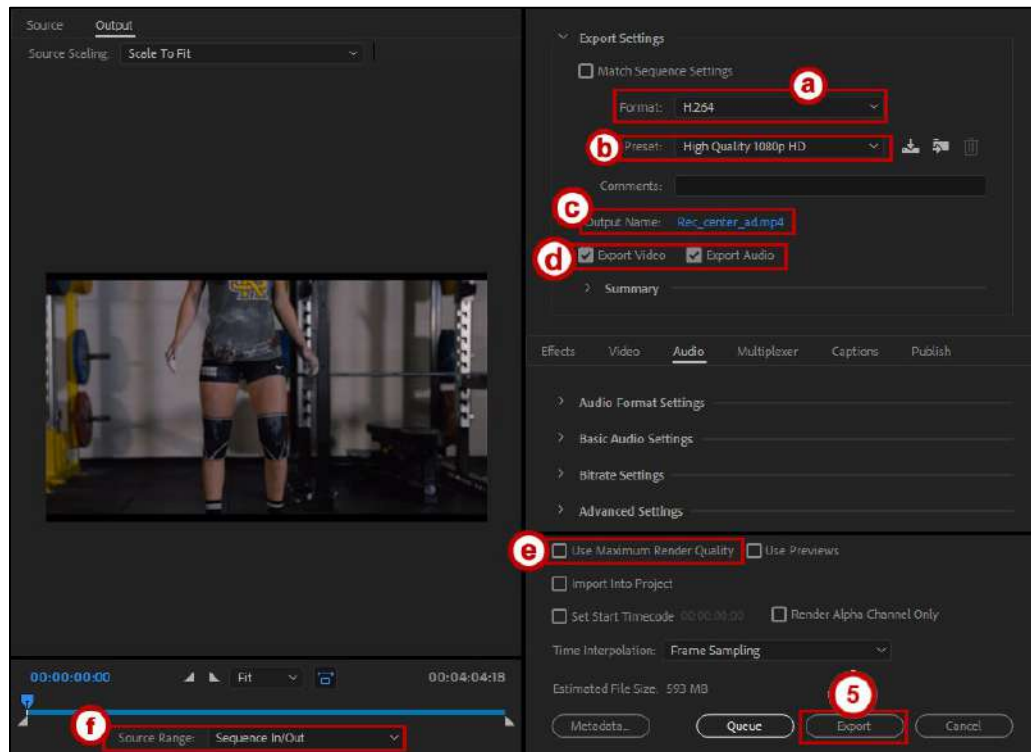 Source Output
Source Scaling: Scale To Fit
Export Settings
Match Sequence Settings
a
Format: H.264
b
Preset: High Quality 1080p HD
Comments:
c
Output Name: Rec_center_ad.mp4
d
Export Video Export Audio
Summary
Effects Video Audio Multiplexer Captions Publish
Audio Format Settings
Basic Audio Settings
Bitrate Settings
Advanced Settings
e
Use Maximum Render Quality Use Previews
Import Into Project
Set Start Timecode 00:00:00:00 Render Alpha Channel Only
Time Interpolation: Frame Sampling
Estimated File Size: 593 MB
5
Metadata... Queue Export Cancel
00:00:00:00 Fit 00:04:04:18
f
Source Range: Sequence In/Out